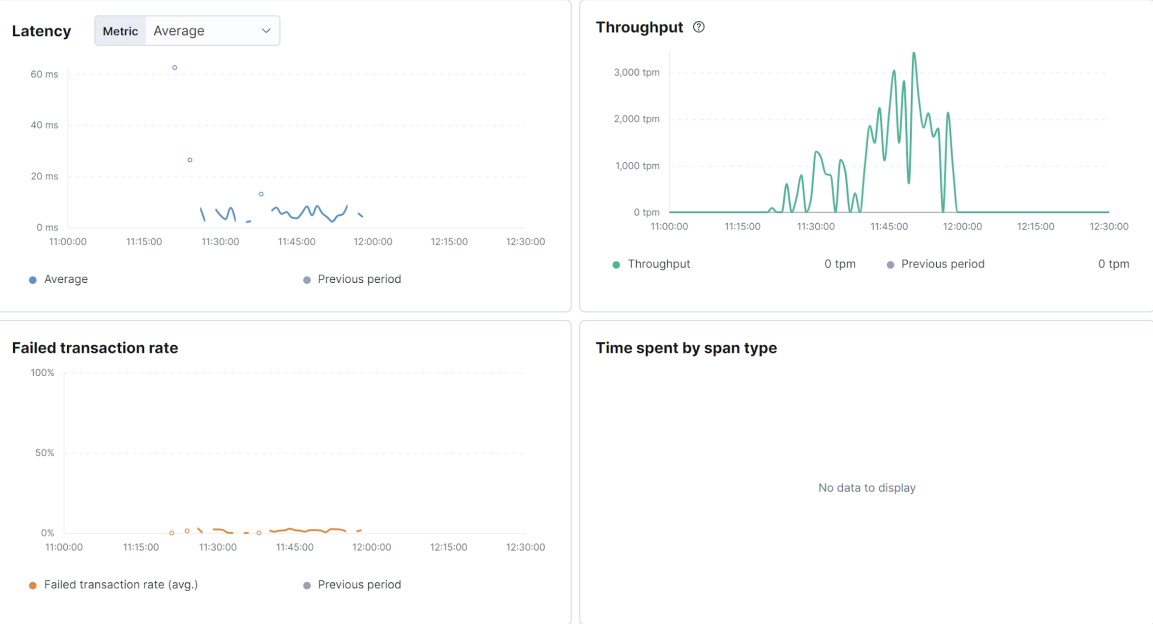 Latency
Metric Average
60 ms
40 ms
20 ms
0 ms
11:00:00 11:15:00 11:30:00 11:45:00 12:00:00 12:15:00 12:30:00
Average Previous period
Throughput
3,000 tpm
2,000 tpm
1,000 tpm
0 tpm
11:00:00 11:15:00 11:30:00 11:45:00 12:00:00 12:15:00 12:30:00
Throughput 0 tpm Previous period 0 tpm
Failed transaction rate
100%
50%
0%
11:00:00 11:15:00 11:30:00 11:45:00 12:00:00 12:15:00 12:30:00
Failed transaction rate (avg.) Previous period
Time spent by span type
No data to display